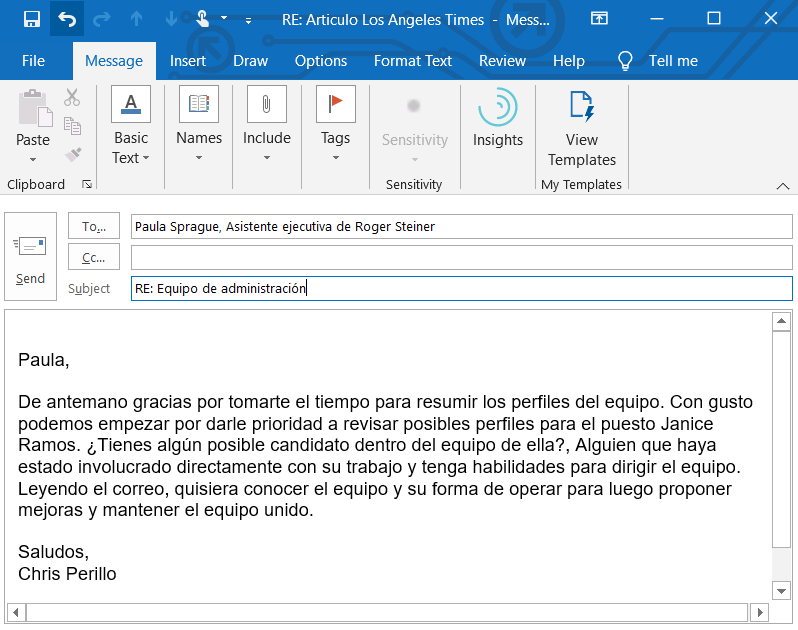 RE: Articulo Los Angeles Times - Mess...
File Message Insert Draw Options Format Text Review Help Tell me
Paste
Basic Text
Names
Include
Tags
Sensitivity
Insights
View Templates
Clipboard
Sensitivity
My Templates
To... Paula Sprague, Asistente ejecutiva de Roger Steiner
Cc...
Send
Subject RE: Equipo de administración
Paula,
De antemano gracias por tomarte el tiempo para resumir los perfiles del equipo. Con gusto
podemos empezar por darle prioridad a revisar posibles perfiles para el puesto Janice
Ramos. ¿Tienes algún posible candidato dentro del equipo de ella?, Alguien que haya
estado involucrado directamente con su trabajo y tenga habilidades para dirigir el equipo.
Leyendo el correo, quisiera conocer el equipo y su forma de operar para luego proponer
mejoras y mantener el equipo unido.
Saludos,
Chris Perillo